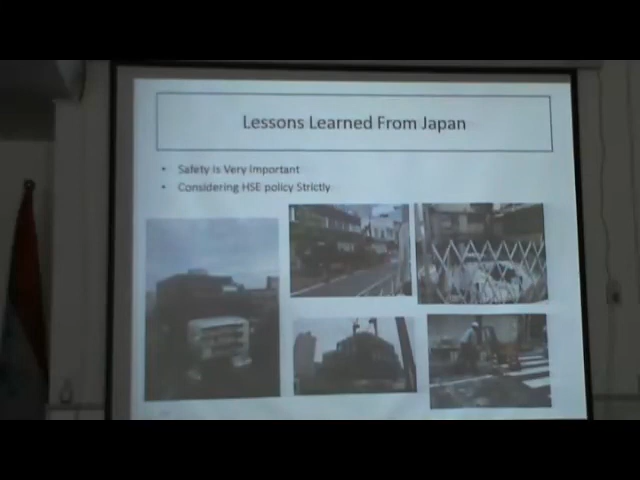 Lessons Learned From Japan
• Safety is Very Important
• Considering HSE policy Strictly